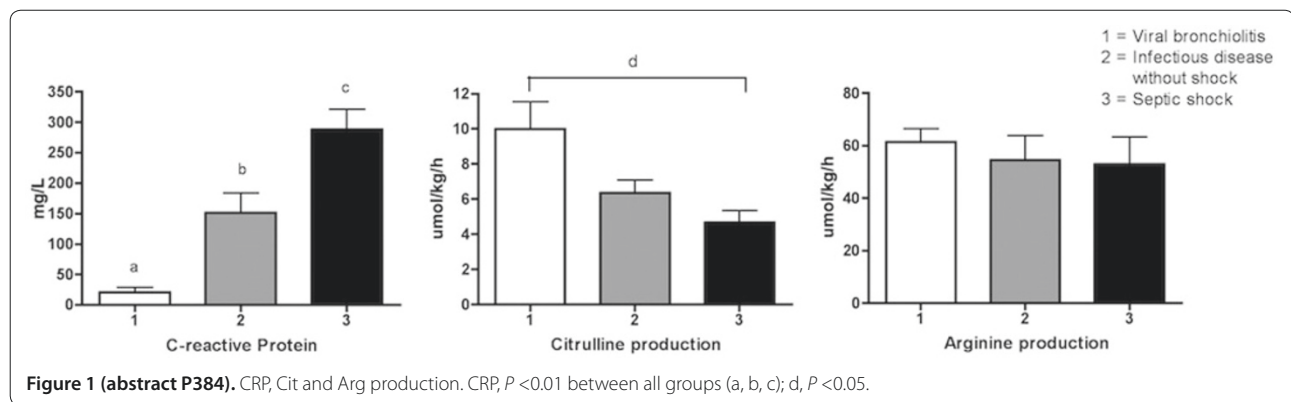 1 = Viral bronchiolitis
2 = Infectious disease
without shock
3 = Septic shock
mg/L
350
300
250
200
150
100
50
0
a
b
c
1 2 3
C-reactive Protein
umol/kg/h
12
10
8
6
4
2
0
d
1 2 3
Citrulline production
umol/kg/h
80
60
40
20
0
1 2 3
Arginine production
Figure 1 (abstract P384). CRP, Cit and Arg production. CRP, P <0.01 between all groups (a, b, c); d, P <0.05.